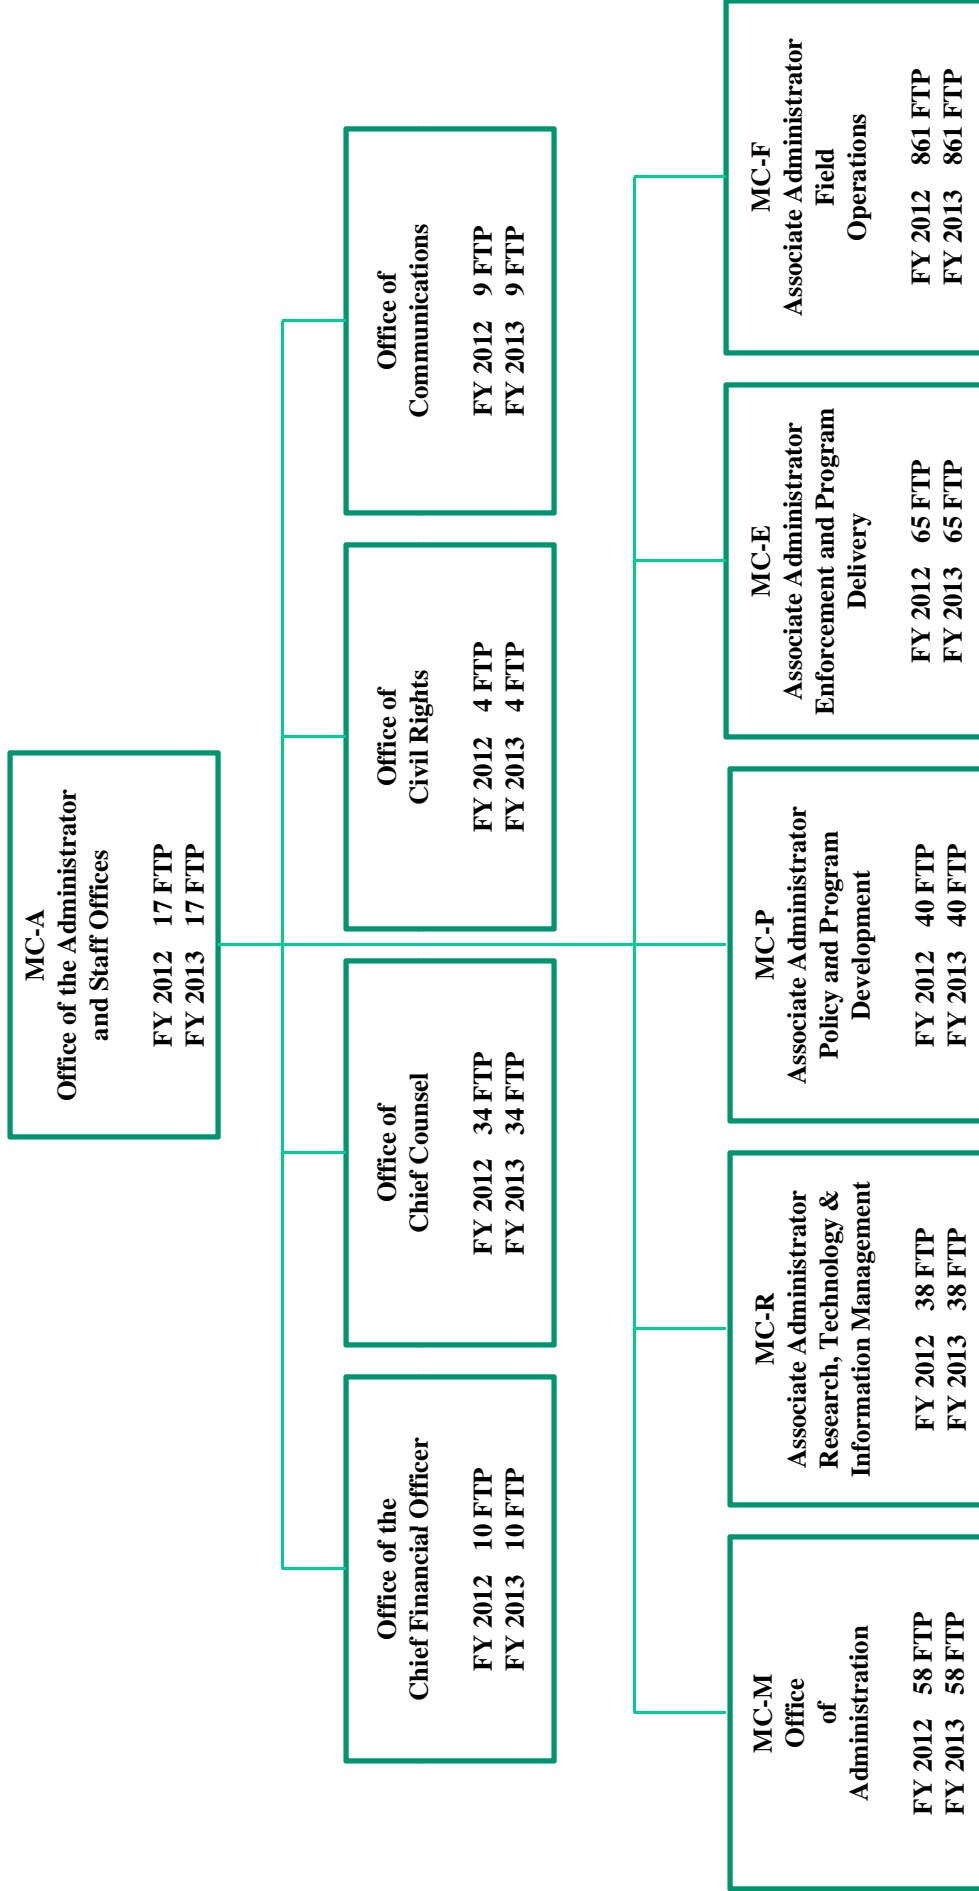 MC-A
Office of the Administrator
and Staff Offices
FY 2012 17 FTP
FY 2013 17 FTP
Office of the
Chief Financial Officer
FY 2012 10 FTP
FY 2013 10 FTP
Office of
Chief Counsel
FY 2012 34 FTP
FY 2013 34 FTP
Office of
Civil Rights
FY 2012 4 FTP
FY 2013 4 FTP
Office of
Communications
FY 2012 9 FTP
FY 2013 9 FTP
MC-M
Office
of
Administration
FY 2012 58 FTP
FY 2013 58 FTP
MC-R
Associate Administrator
Research, Technology &
Information Management
FY 2012 38 FTP
FY 2013 38 FTP
MC-P
Associate Administrator
Policy and Program
Development
FY 2012 40 FTP
FY 2013 40 FTP
MC-E
Associate Administrator
Enforcement and Program
Delivery
FY 2012 65 FTP
FY 2013 65 FTP
MC-F
Associate Administrator
Field
Operations
FY 2012 861 FTP
FY 2013 861 FTP